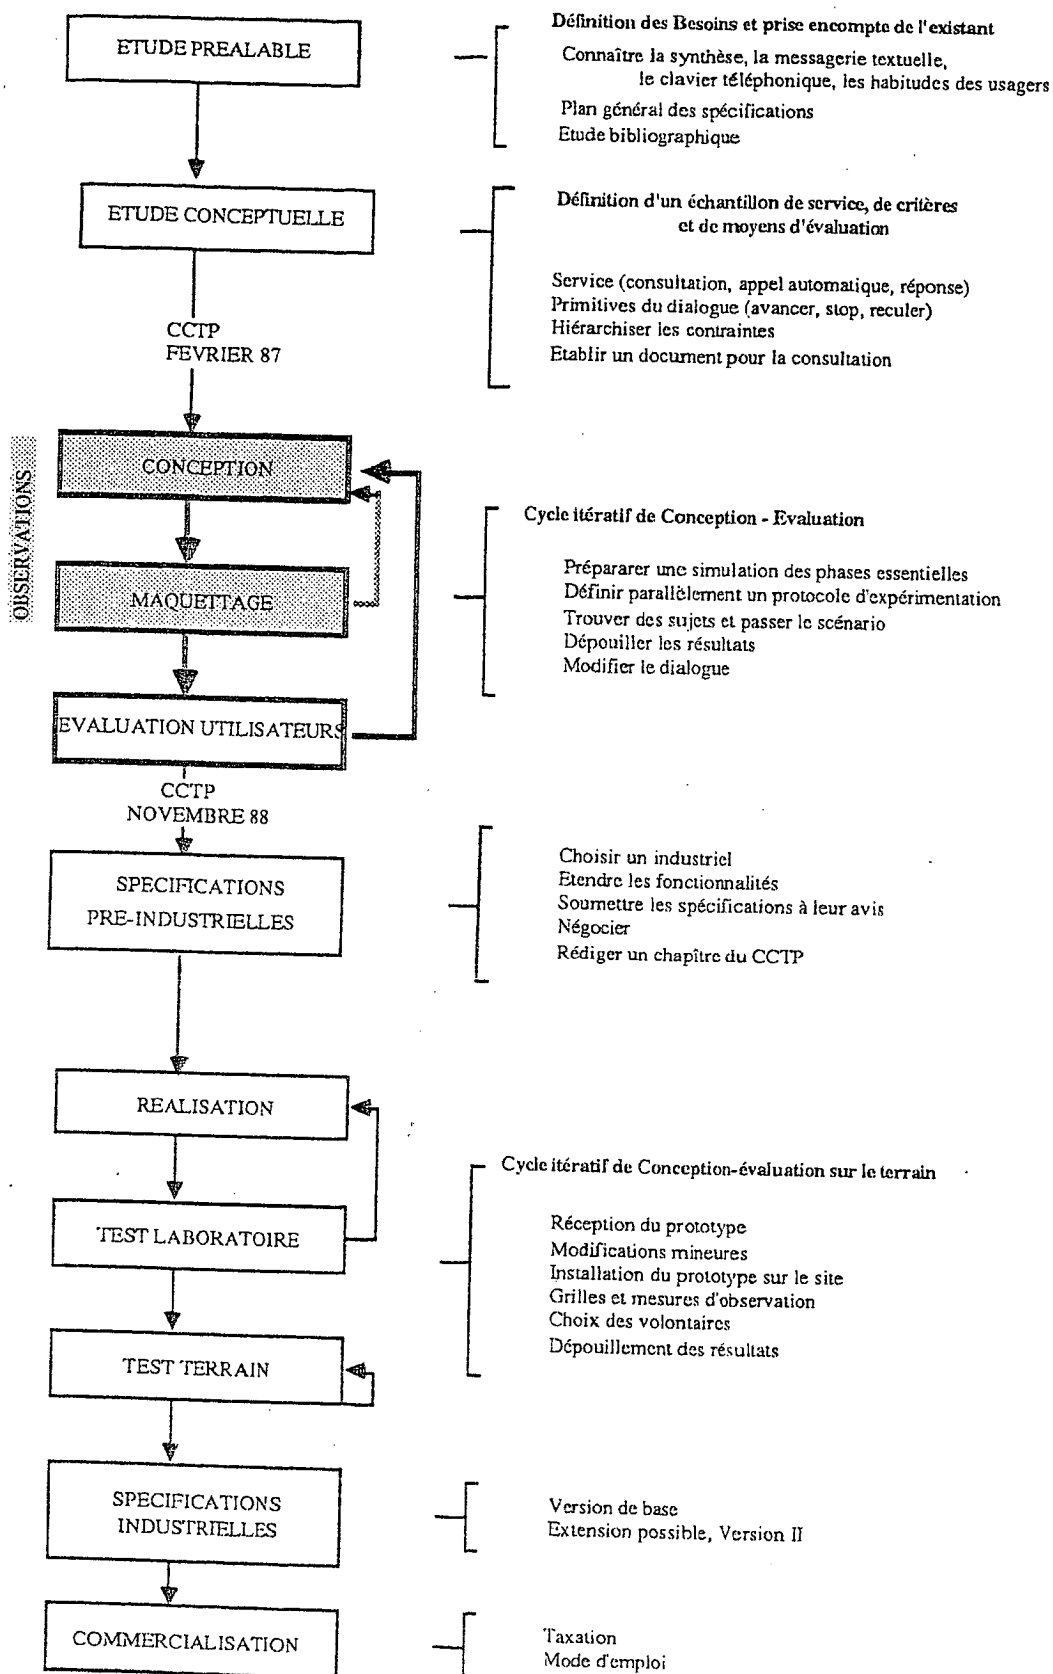 ETUDE PREALABLE
Définition des Besoins et prise encompte de l'existant
Connaître la synthèse, la messagerie textuelle,
le clavier téléphonique, les habitudes des usagers
Plan général des spécifications
Etude bibliographique
ETUDE CONCEPTUELLE
Définition d'un échantillon de service, de critères
et de moyens d'évaluation
Service (consultation, appel automatique, réponse)
Primitives du dialogue (avancer, stop, reculer)
Hiérarchiser les contraintes
Etablir un document pour la consultation
CCTP
FEVRIER 87
OBSERVATIONS
CONCEPTION
MAQUETTAGE
EVALUATION UTILISATEURS
Cycle itératif de Conception - Evaluation
Prépararer une simulation des phases essentielles
Définir parallèlement un protocole d'expérimentation
Trouver des sujets et passer le scénario
Dépouiller les résultats
Modifier le dialogue
CCTP
NOVEMBRE 88
SPECIFICATIONS
PRE-INDUSTRIELLES
Choisir un industriel
Etendre les fonctionnalités
Soumettre les spécifications à leur avis
Négocier
Rédiger un chapître du CCTP
REALISATION
TEST LABORATOIRE
TEST TERRAIN
Cycle itératif de Conception-évaluation sur le terrain
Réception du prototype
Modifications mineures
Installation du prototype sur le site
Grilles et mesures d'observation
Choix des volontaires
Dépouillement des résultats
SPECIFICATIONS
INDUSTRIELLES
Version de base
Extension possible, Version II
COMMERCIALISATION
Taxation
Mode d'emploi